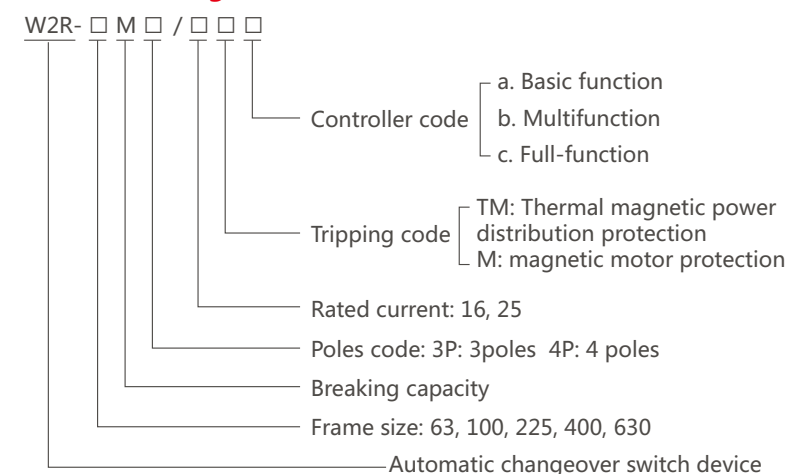 W2R- □ M □ / □ □ □
a. Basic function
Controller code
b. Multifunction
c. Full-function
TM: Thermal magnetic power
Tripping code
distribution protection
M: magnetic motor protection
Rated current: 16, 25
Poles code: 3P: 3poles 4P: 4 poles
Breaking capacity
Frame size: 63, 100, 225, 400, 630
Automatic changeover switch device